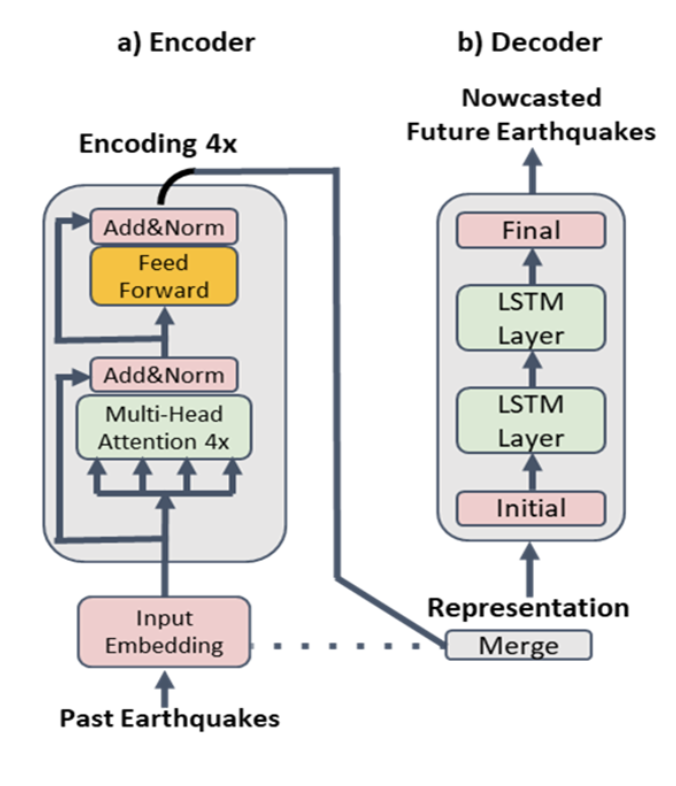 a) Encoder
Encoding 4x
Add&Norm
Feed
Forward
Add&Norm
Multi-Head
Attention 4x
Input
Embedding
Past Earthquakes
b) Decoder
Nowcasted
Future Earthquakes
Final
LSTM
Layer
LSTM
Layer
Initial
Representation
Merge